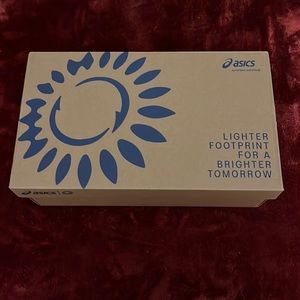 asics
LIGHTER
FOOTPRINT
FOR A
BRIGHTER
TOMORROW
asics